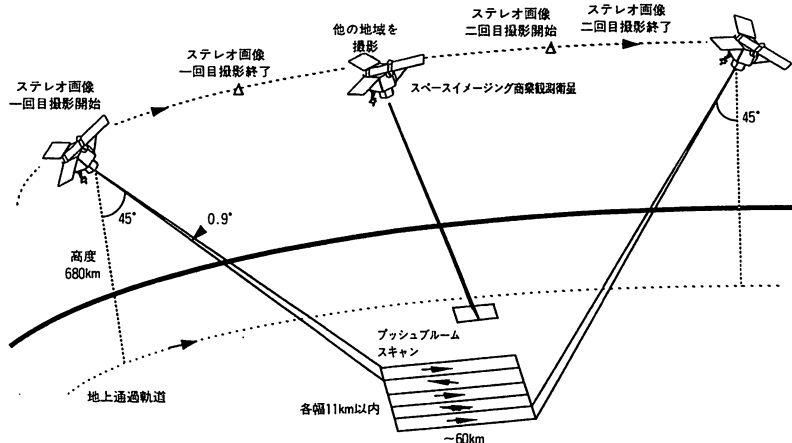 ステレオ画像
一回目撮影開始
ステレオ画像
一回目撮影終了
他の地域を
撮影
ステレオ画像
二回目撮影開始
ステレオ画像
二回目撮影終了
スペースイメージング商業観測衛星
45°
0.9°
45°
高度
680km
プッシュブルーム
スキャン
地上通過軌道
各幅11km以内
~60km